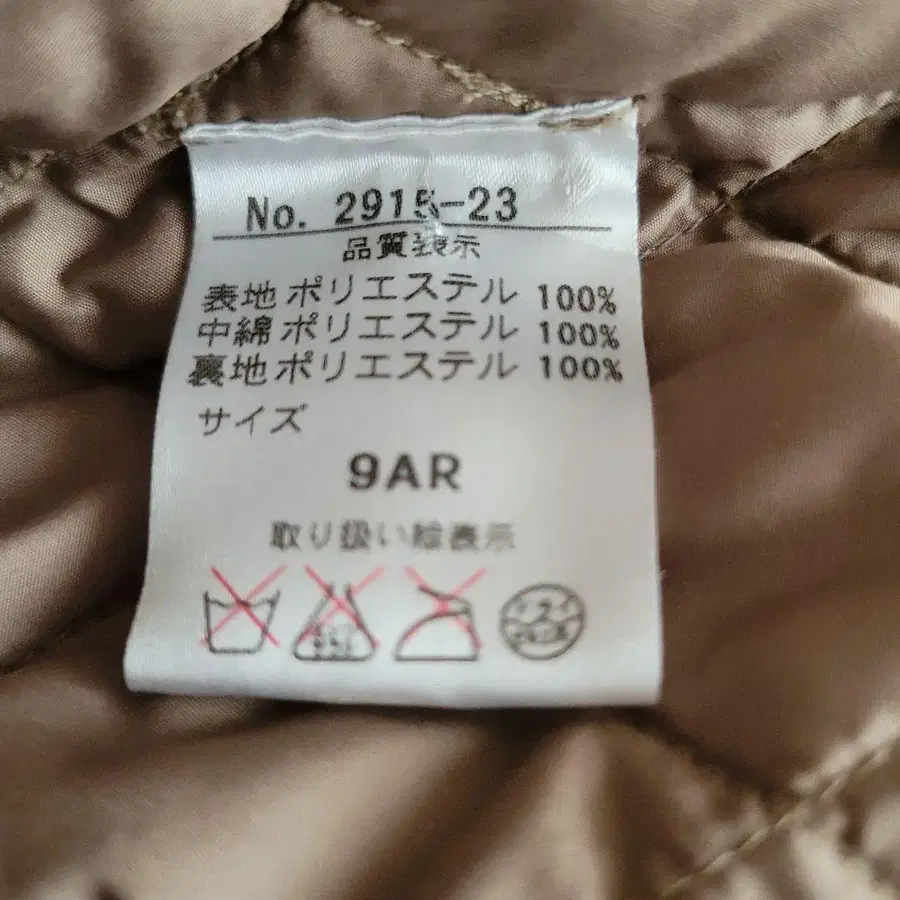 No. 2915-23
品質表示
表地 ポリエステル 100%
中綿 ポリエステル 100%
裏地 ポリエステル 100%
サイズ
9AR
取り扱い絵表示